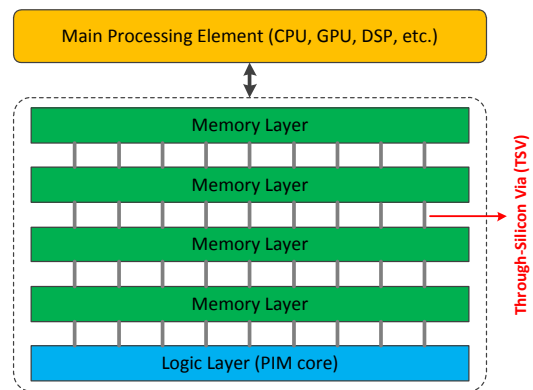 Main Processing Element (CPU, GPU, DSP, etc.)
Memory Layer
Memory Layer
Memory Layer
Memory Layer
Logic Layer (PIM core)
Through-Silicon Via (TSV)